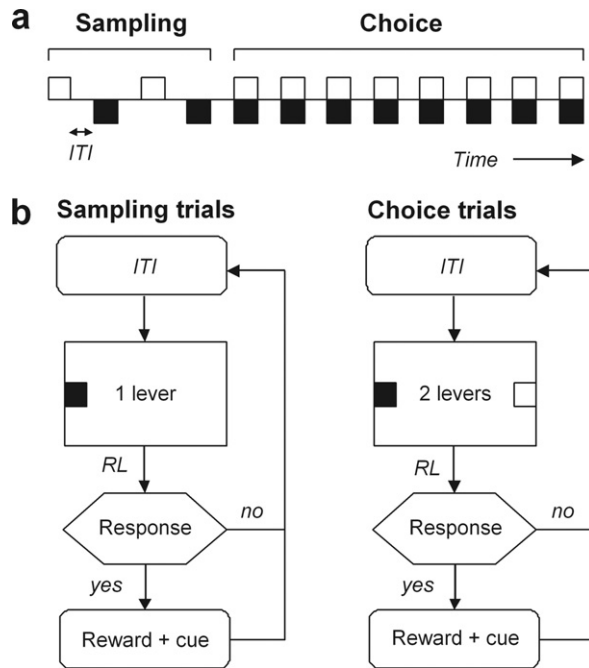 a
Sampling Choice
ITI
Time
b
Sampling trials Choice trials
ITI ITI
1 lever 2 levers
RL RL
Response no Response no
yes yes
Reward + cue Reward + cue